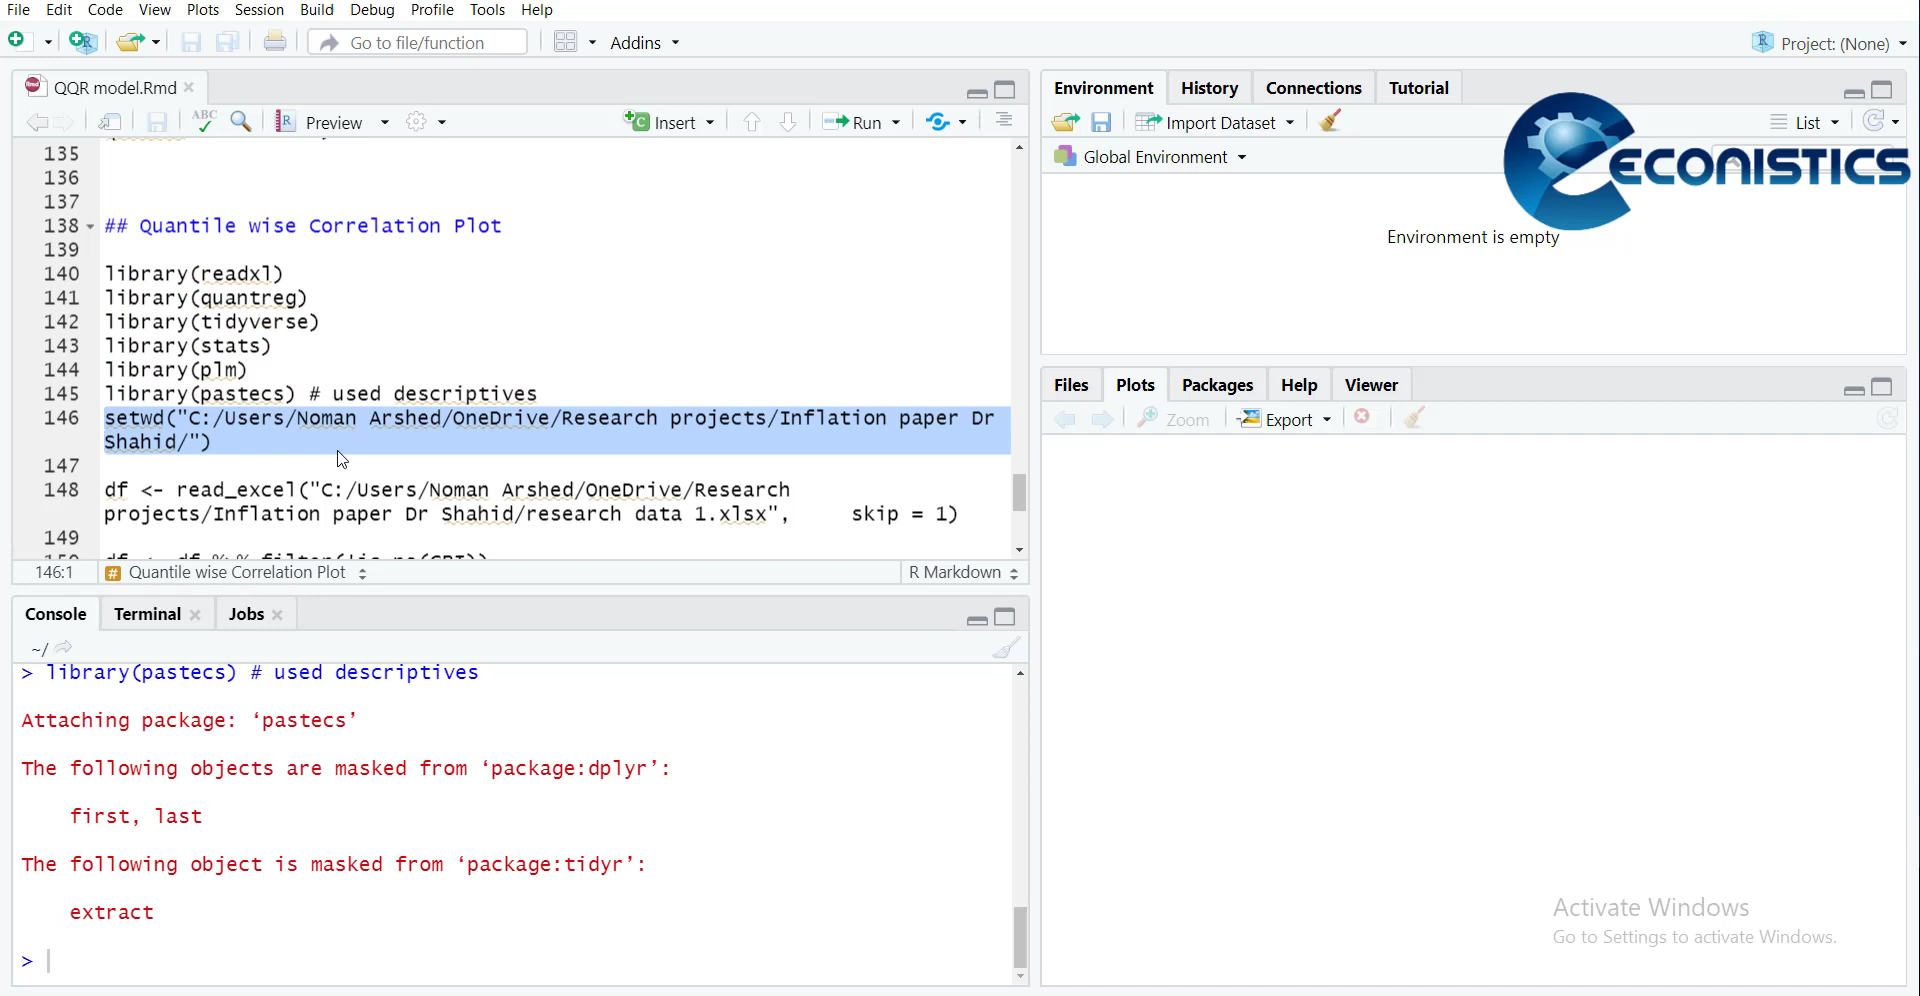 File Edit Code View Plots Session Build Debug Profile Tools Help
Go to file/function Addins Project: (None)
QQR model.Rmd
ABC Preview Insert Run
135
136
137
138 ## Quantile wise Correlation Plot
139
140 library(readxl)
141 library(quantreg)
142 library(tidyverse)
143 library(stats)
144 library(plm)
145 library(pastecs) # used descriptives
146 setwd("C:/Users/Noman Arshed/OneDrive/Research projects/Inflation paper Dr
Shahid/")
147
148 df <- read_excel("C:/Users/Noman Arshed/OneDrive/Research
projects/Inflation paper Dr Shahid/research data 1.xlsx", skip = 1)
149
146:1 Quantile wise Correlation Plot R Markdown
Console Terminal Jobs
~/
> library(pastecs) # used descriptives
Attaching package: ‘pastecs’
The following objects are masked from ‘package:dplyr’:
first, last
The following object is masked from ‘package:tidyr’:
extract
>
Environment History Connections Tutorial
Import Dataset List
Global Environment
ECONISTICS
Environment is empty
Files Plots Packages Help Viewer
Zoom Export
Activate Windows
Go to Settings to activate Windows.